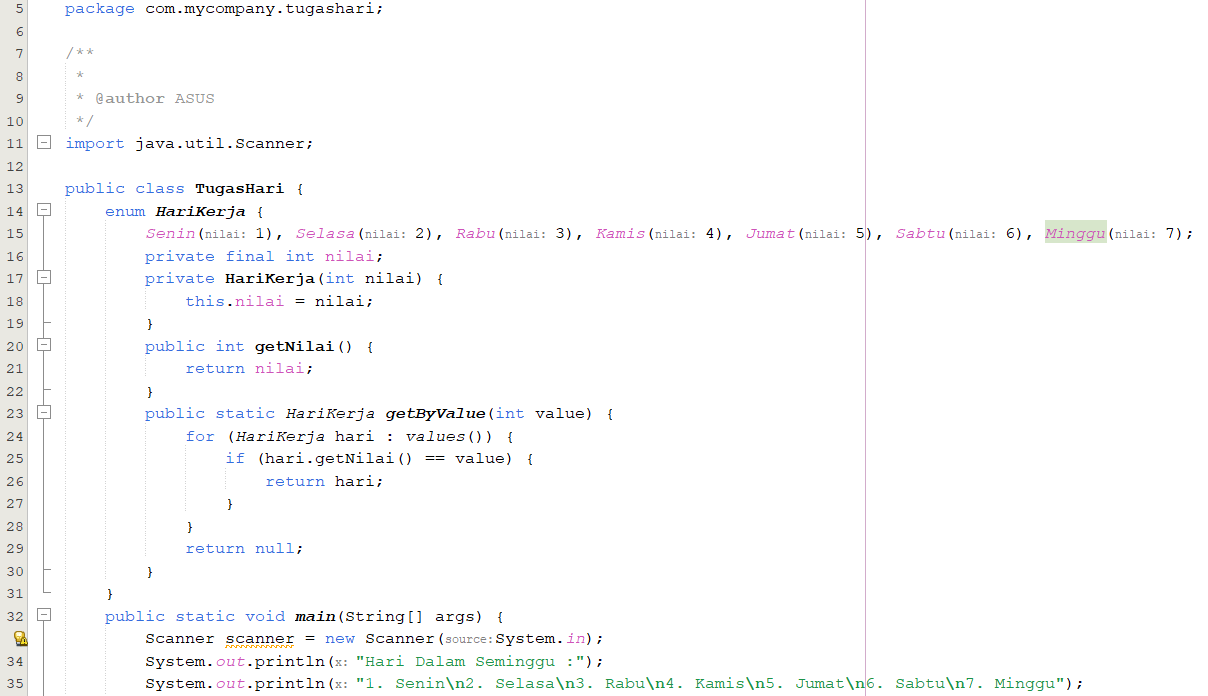 5 package com.mycompany.tugashari;
6
7 /**
8  *
9  * @author ASUS
10  */
11 import java.util.Scanner;
12
13 public class TugasHari {
14     enum HariKerja {
15         Senin(nilai: 1), Selasa(nilai: 2), Rabu(nilai: 3), Kamis(nilai: 4), Jumat(nilai: 5), Sabtu(nilai: 6), Minggu(nilai: 7);
16         private final int nilai;
17         private HariKerja(int nilai) {
18             this.nilai = nilai;
19         }
20         public int getNilai() {
21             return nilai;
22         }
23         public static HariKerja getByValue(int value) {
24             for (HariKerja hari : values()) {
25                 if (hari.getNilai() == value) {
26                     return hari;
27                 }
28             }
29             return null;
30         }
31     }
32     public static void main(String[] args) {
        Scanner scanner = new Scanner(source:System.in);
34         System.out.println(x: "Hari Dalam Seminggu :");
35         System.out.println(x: "1. Senin\n2. Selasa\n3. Rabu\n4. Kamis\n5. Jumat\n6. Sabtu\n7. Minggu");